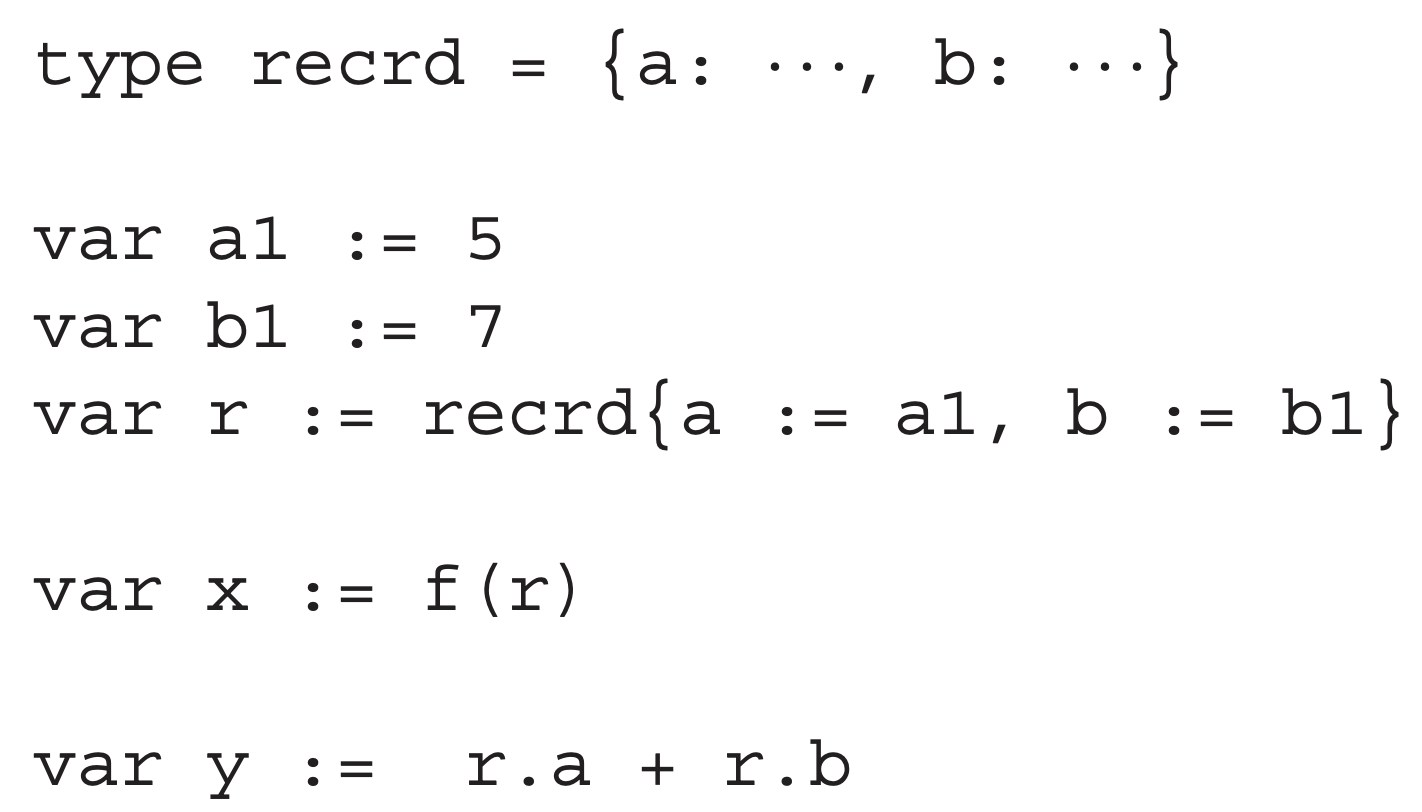 type recrd = {a: ···, b: ···}
var a1 := 5
var b1 := 7
var r := recrd{a := a1, b := b1}
var x := f(r)
var y :=  r.a + r.b